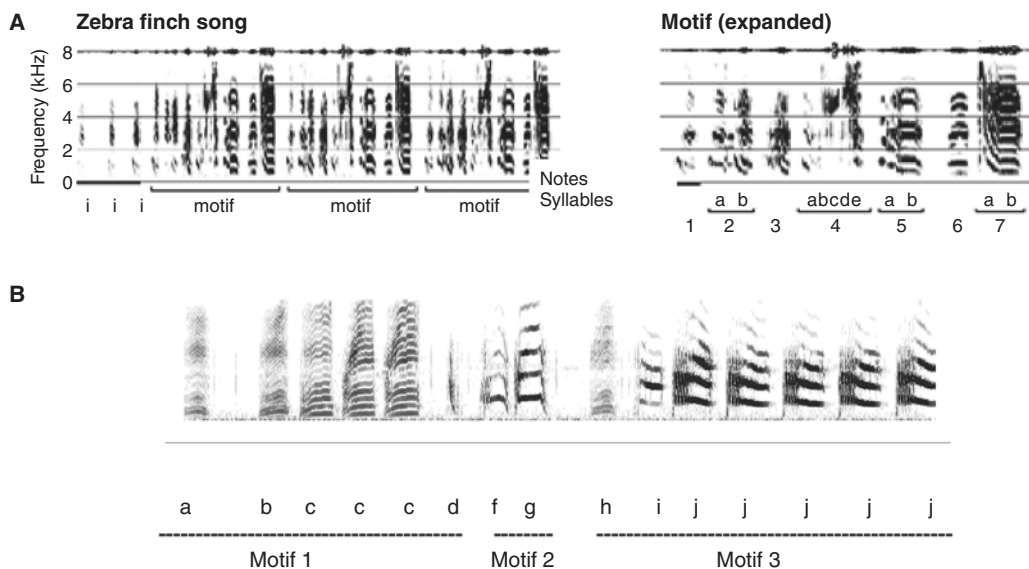 A
Zebra finch song
Motif (expanded)
Frequency (kHz)
8
6
4
2
0
Notes
Syllables
i i i motif motif motif
a b abcde a b a b
1 2 3 4 5 6 7
B
a b c c c d f g h i j j j j j
Motif 1 Motif 2 Motif 3